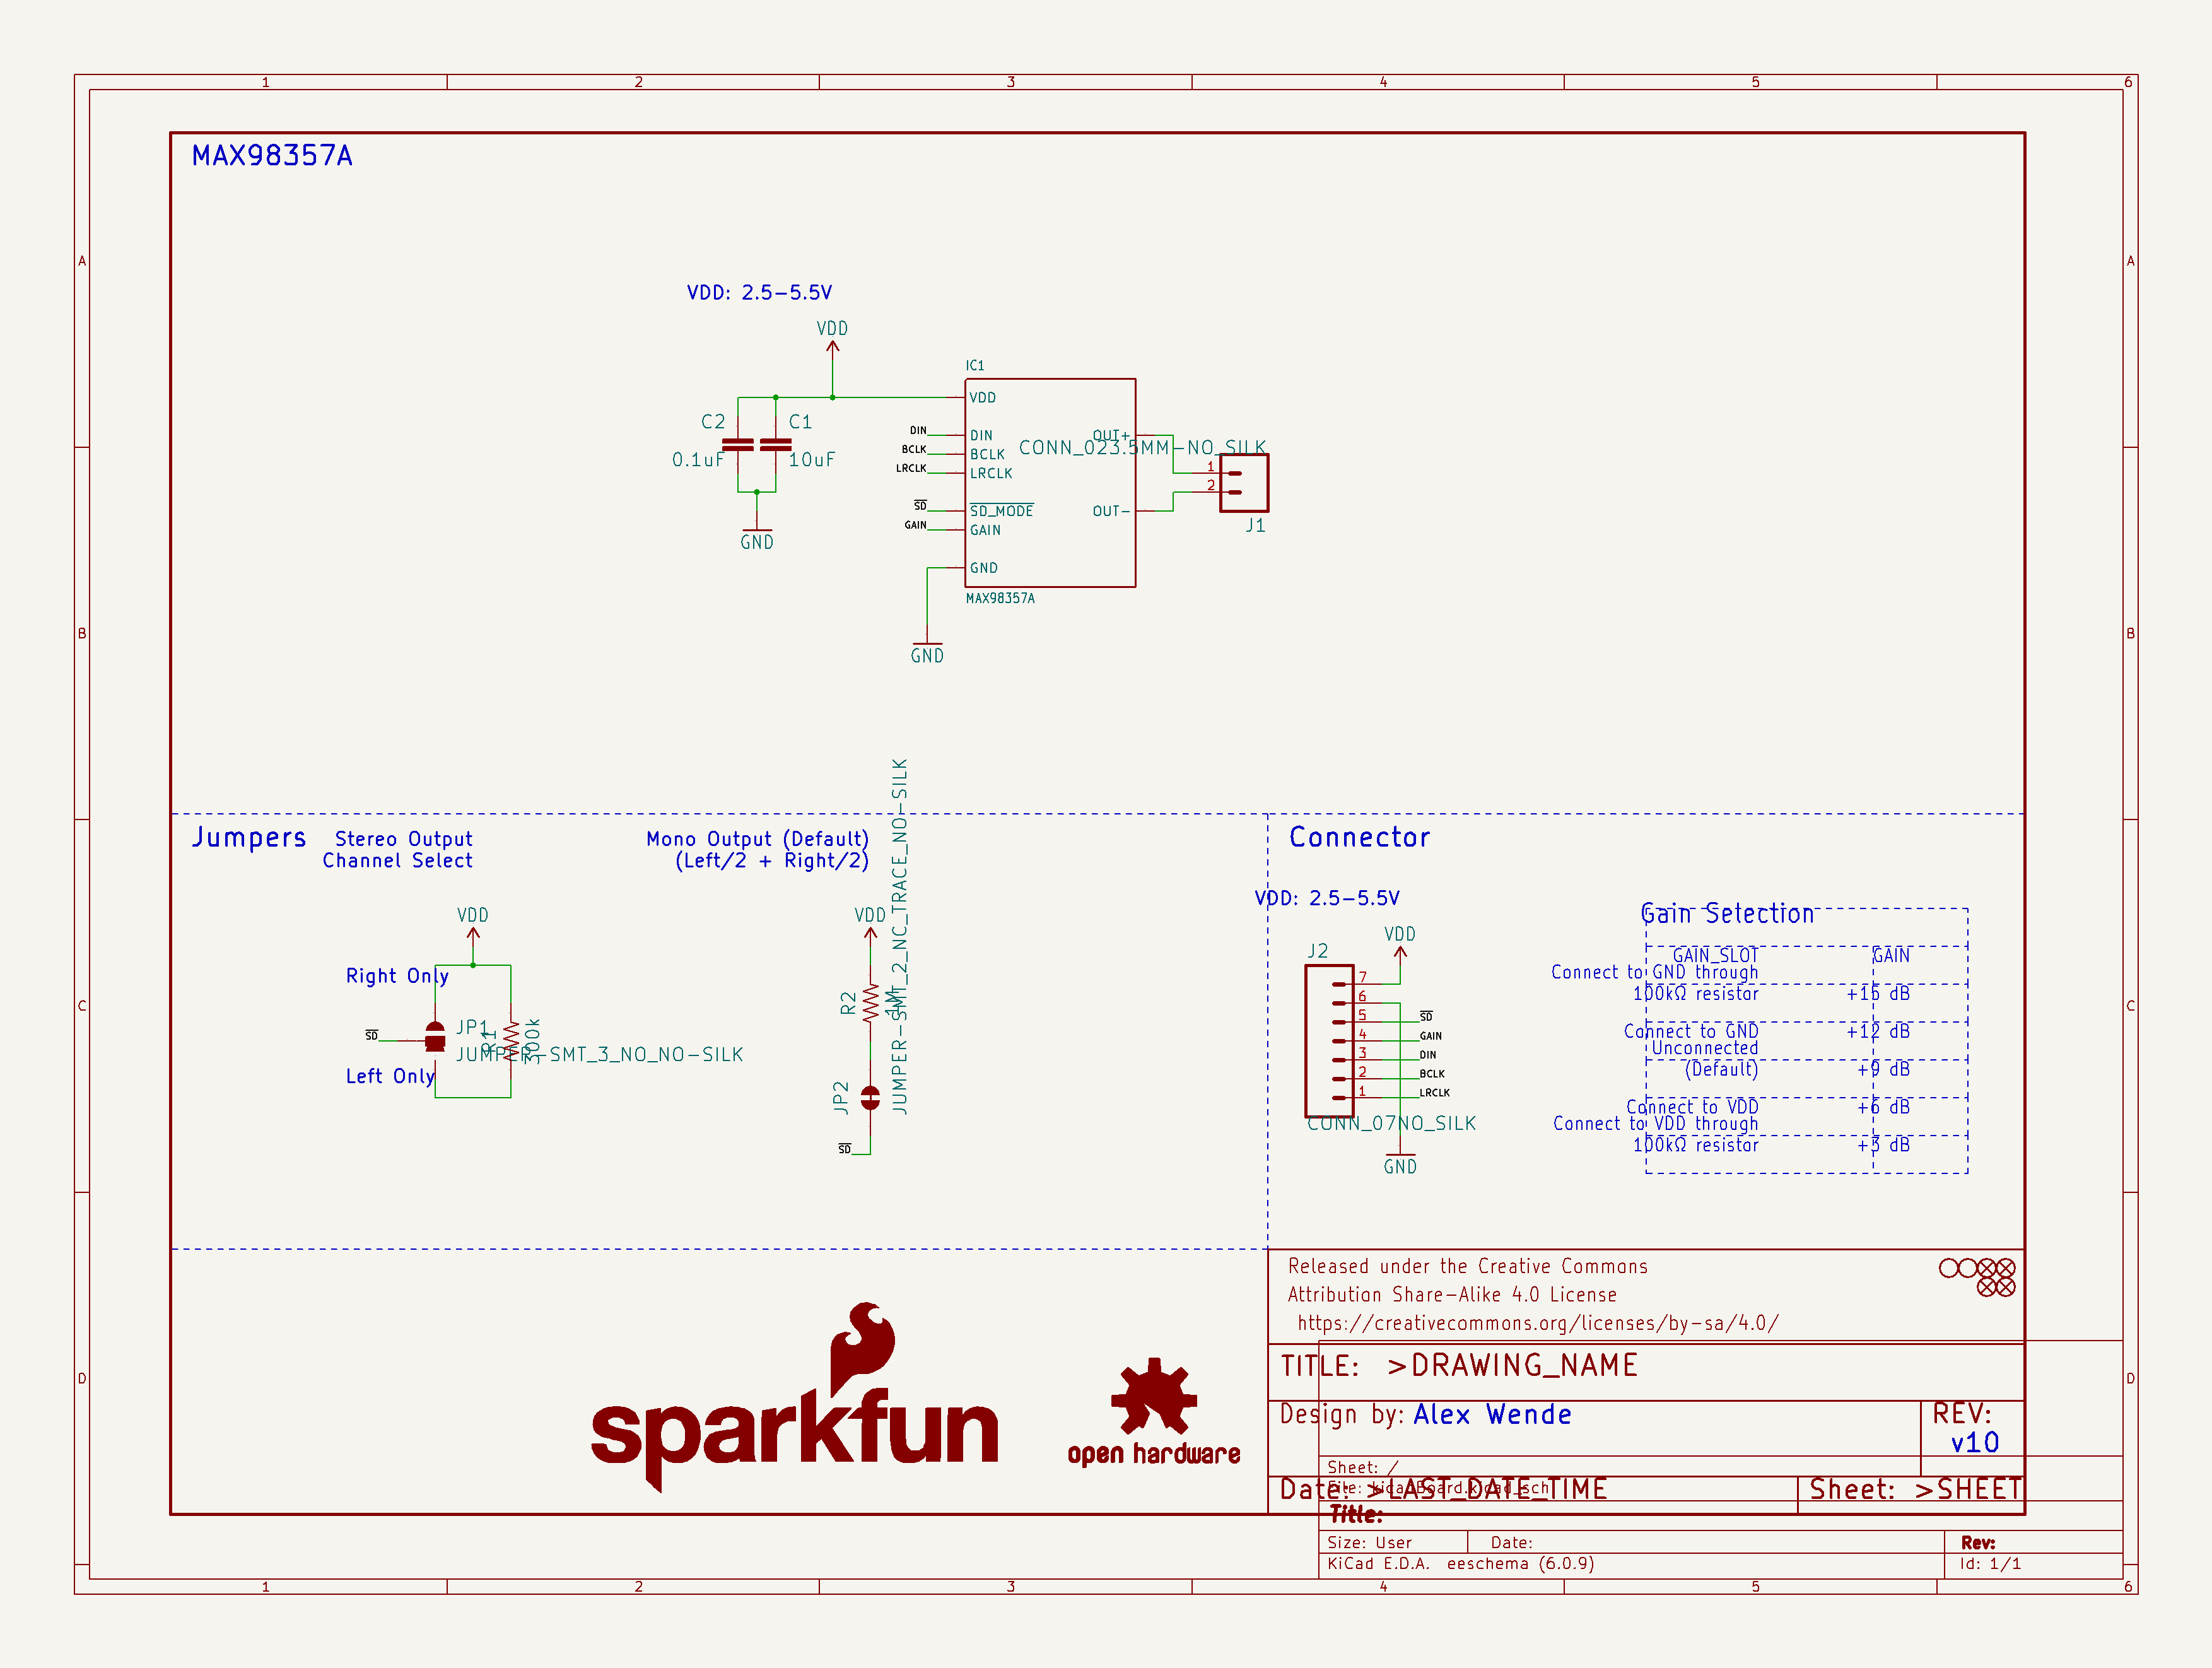 1 2 3 4 5 6
A
B
C
D
A
B
C
D
MAX98357A
VDD: 2.5-5.5V
VDD
C2
0.1uF
C1
10uF
GND
IC1
VDD
DIN
DIN
BCLK
BCLK
LRCLK
LRCLK
SD
SD_MODE
GAIN
GAIN
GND
OUT+
OUT-
MAX98357A
GND
CONN_023.5MM-NO_SILK
1
2
J1
Jumpers
Stereo Output
Channel Select
VDD
Right Only
SD
JP1
JUMPER-SMT_3_NO_NO-SILK
R1
300k
Left Only
Mono Output (Default)
(Left/2 + Right/2)
VDD
R2
1M
JP2
JUMPER-SMT_2_NC_TRACE_NO-SILK
SD
Connector
VDD: 2.5-5.5V
VDD
J2
7
6
5 SD
4 GAIN
3 DIN
2 BCLK
1 LRCLK
CONN_07NO_SILK
GND
Gain Selection
GAIN_SLOT GAIN
Connect to GND through
100kΩ resistor +15 dB
Connect to GND +12 dB
Unconnected
(Default) +9 dB
Connect to VDD +6 dB
Connect to VDD through
100kΩ resistor +3 dB
Released under the Creative Commons
Attribution Share-Alike 4.0 License
https://creativecommons.org/licenses/by-sa/4.0/
TITLE: >DRAWING_NAME
Design by: Alex Wende
REV:
v10
Date: >LAST_DATE_TIME
Sheet: >SHEET
Sheet: /
File: kicadBoard.kicad_sch
Title:
Size: User Date: Rev:
KiCad E.D.A. eeschema (6.0.9) Id: 1/1
sparkfun
open hardware
1 2 3 4 5 6